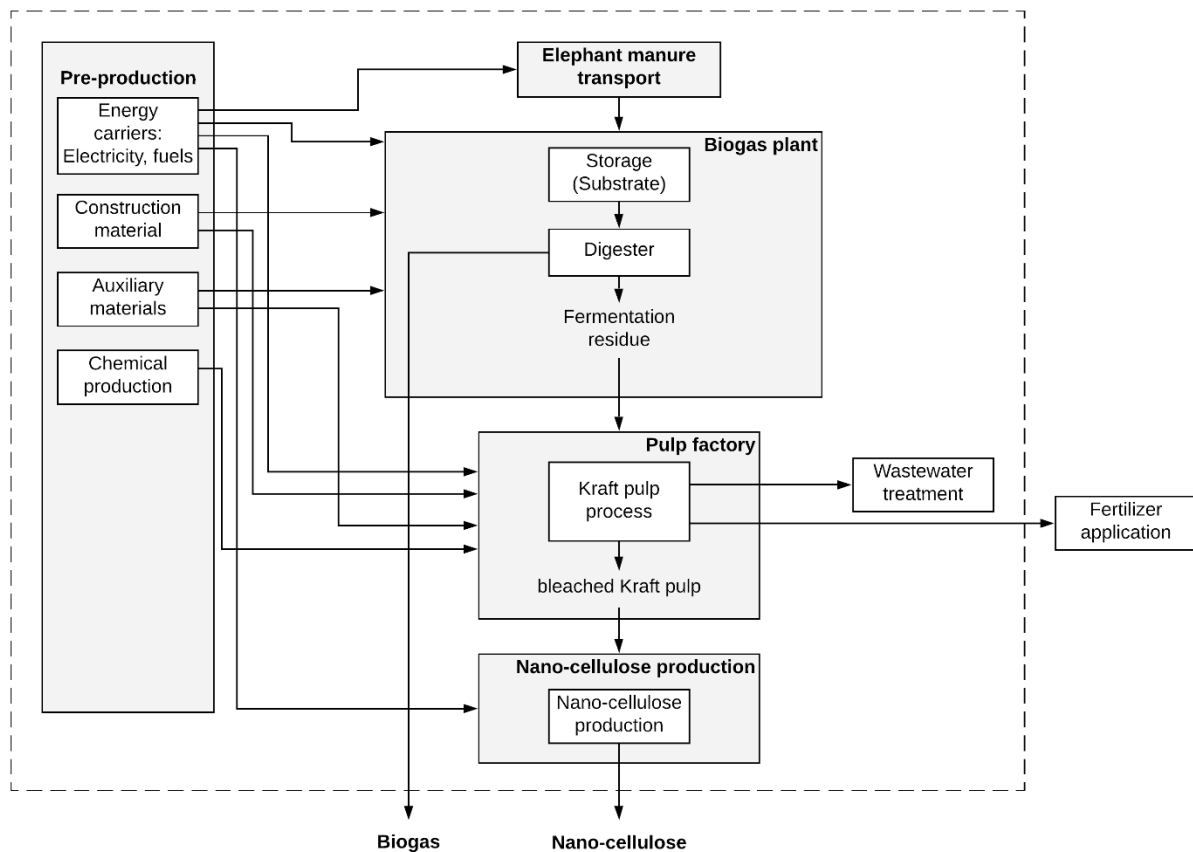 Pre-production
Energy
carriers:
Electricity, fuels
Construction
material
Auxiliary
materials
Chemical
production
Elephant manure
transport
Biogas plant
Storage
(Substrate)
Digester
Fermentation
residue
Pulp factory
Kraft pulp
process
bleached Kraft pulp
Wastewater
treatment
Fertilizer
application
Nano-cellulose production
Nano-cellulose
production
Biogas
Nano-cellulose